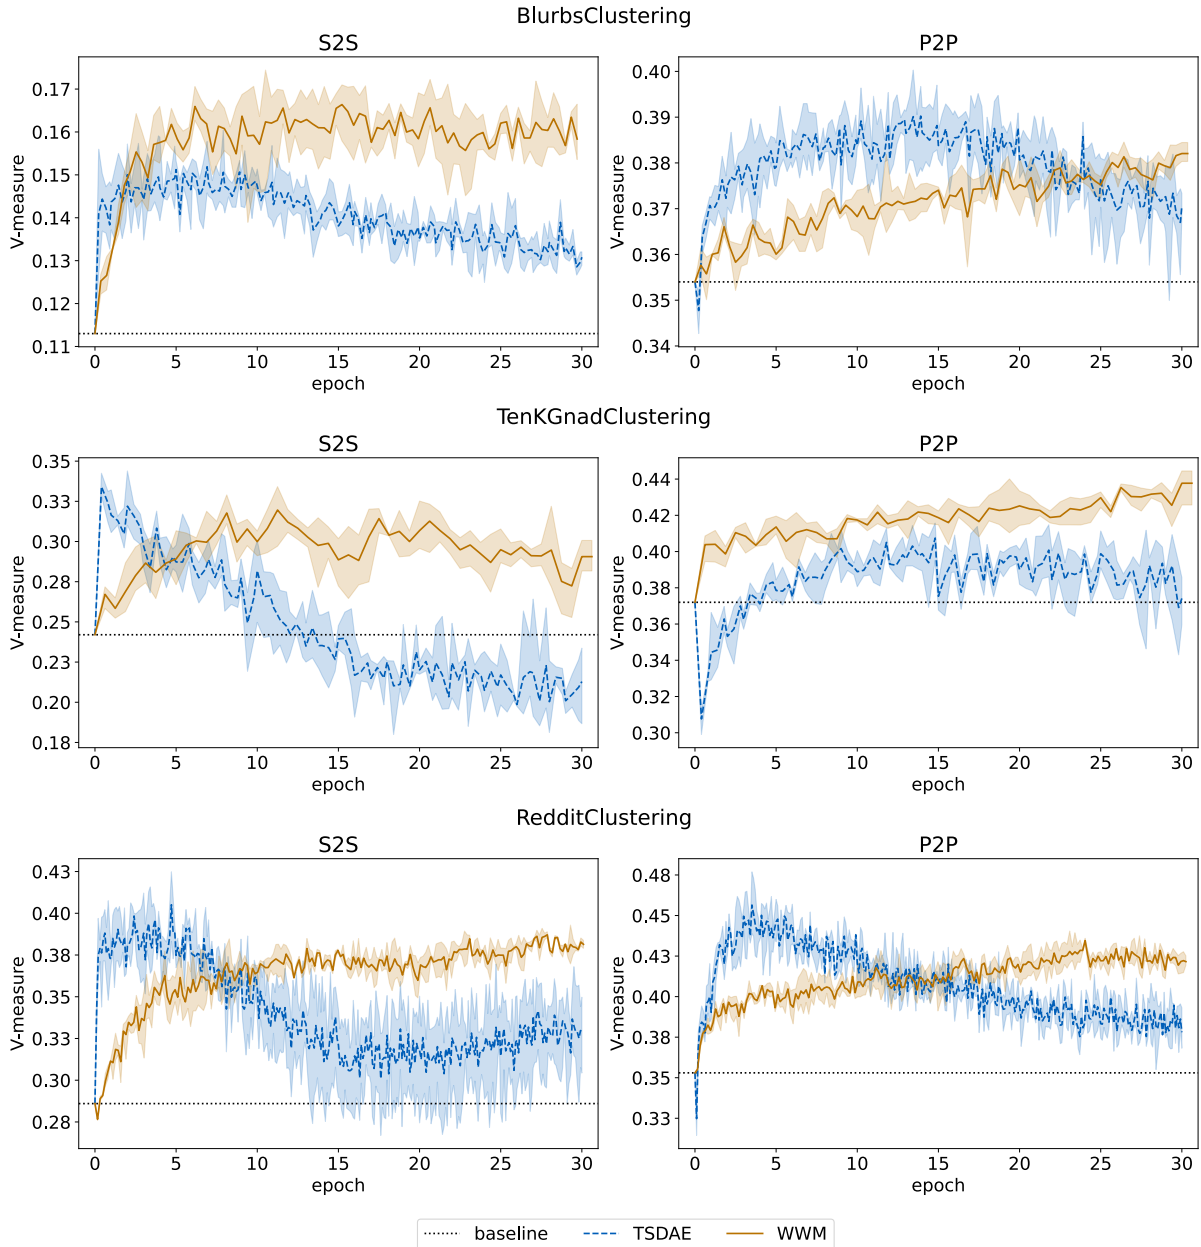 BlurbsClustering
S2S
P2P
V-measure
0.17
0.16
0.15
0.14
0.13
0.12
0.11
0 5 10 15 20 25 30
epoch
V-measure
0.40
0.39
0.38
0.37
0.36
0.35
0.34
0 5 10 15 20 25 30
epoch
TenKGnadClustering
S2S
P2P
V-measure
0.35
0.33
0.30
0.28
0.25
0.23
0.20
0.18
0 5 10 15 20 25 30
epoch
V-measure
0.44
0.42
0.40
0.38
0.36
0.34
0.32
0.30
0 5 10 15 20 25 30
epoch
RedditClustering
S2S
P2P
V-measure
0.43
0.40
0.38
0.35
0.33
0.30
0.28
0 5 10 15 20 25 30
epoch
V-measure
0.48
0.45
0.43
0.40
0.38
0.35
0.33
0 5 10 15 20 25 30
epoch
baseline TSDAE WWM